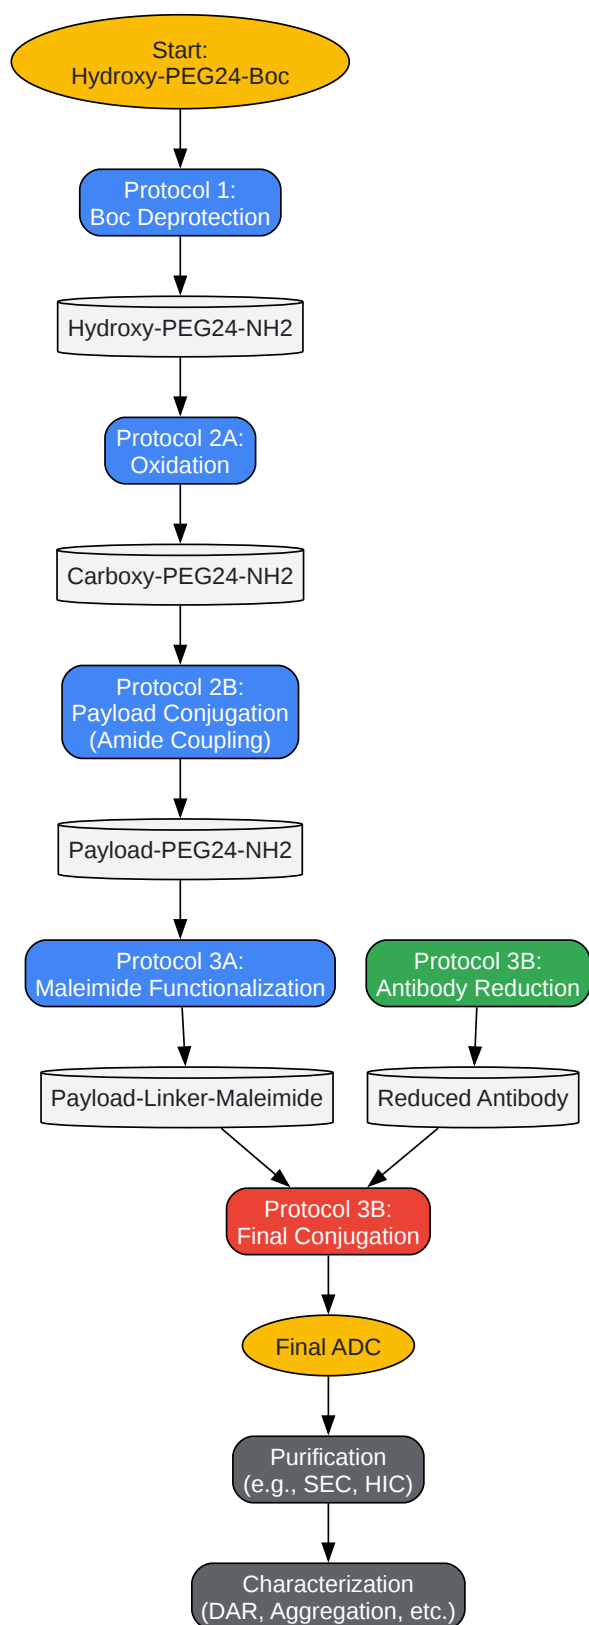 Start:
Hydroxy-PEG24-Boc
Protocol 1:
Boc Deprotection
Hydroxy-PEG24-NH2
Protocol 2A:
Oxidation
Carboxy-PEG24-NH2
Protocol 2B:
Payload Conjugation
(Amide Coupling)
Payload-PEG24-NH2
Protocol 3A:
Maleimide Functionalization
Protocol 3B:
Antibody Reduction
Payload-Linker-Maleimide
Reduced Antibody
Protocol 3B:
Final Conjugation
Final ADC
Purification
(e.g., SEC, HIC)
Characterization
(DAR, Aggregation, etc.)